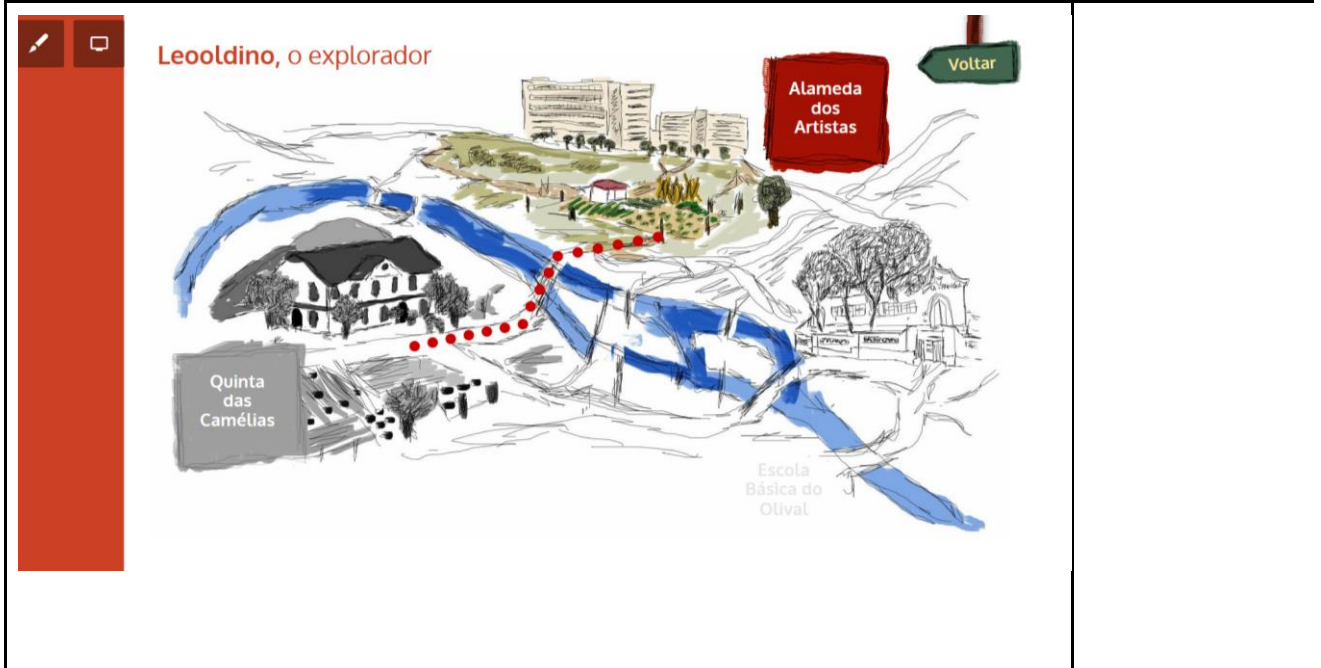 Leooldino, o explorador
Voltar
Alameda
dos
Artistas
Quinta
das
Camélias
Escola
Básica do
Olival